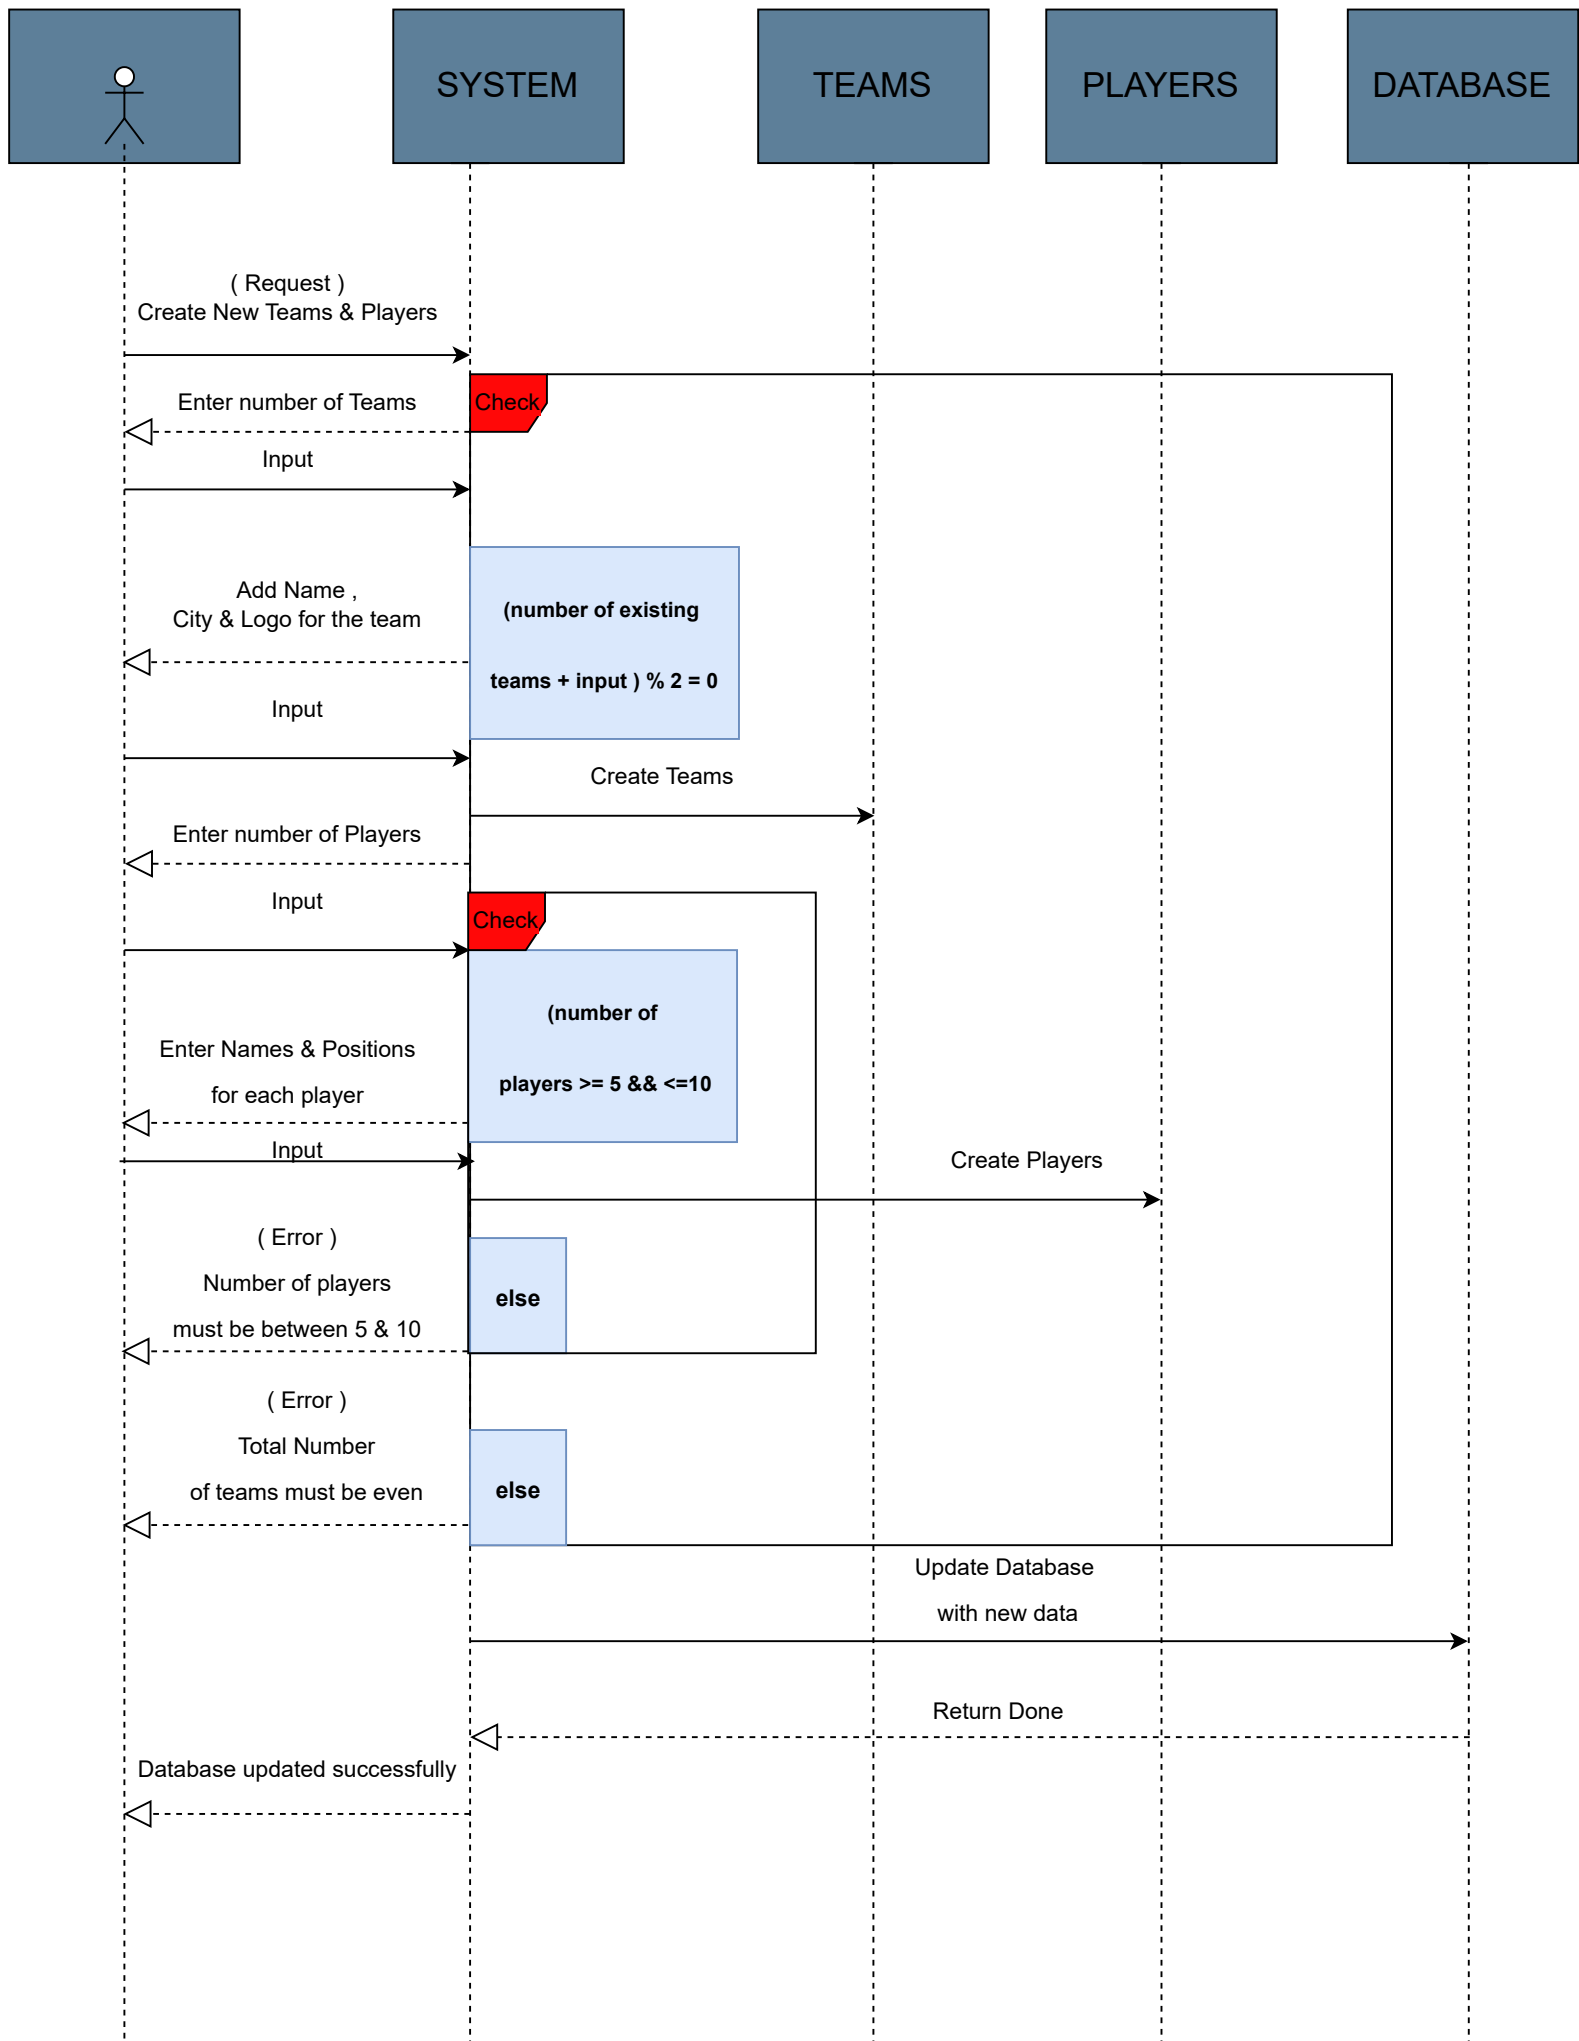 SYSTEM
TEAMS
PLAYERS
DATABASE
( Request )
Create New Teams & Players
Check
Enter number of Teams
Input
Add Name ,
City & Logo for the team
(number of existing
teams + input ) % 2 = 0
Input
Create Teams
Enter number of Players
Input
Check
(number of
players >= 5 && <=10
Enter Names & Positions
for each player
Input
Create Players
( Error )
Number of players
must be between 5 & 10
else
( Error )
Total Number
of teams must be even
else
Update Database
with new data
Return Done
Database updated successfully